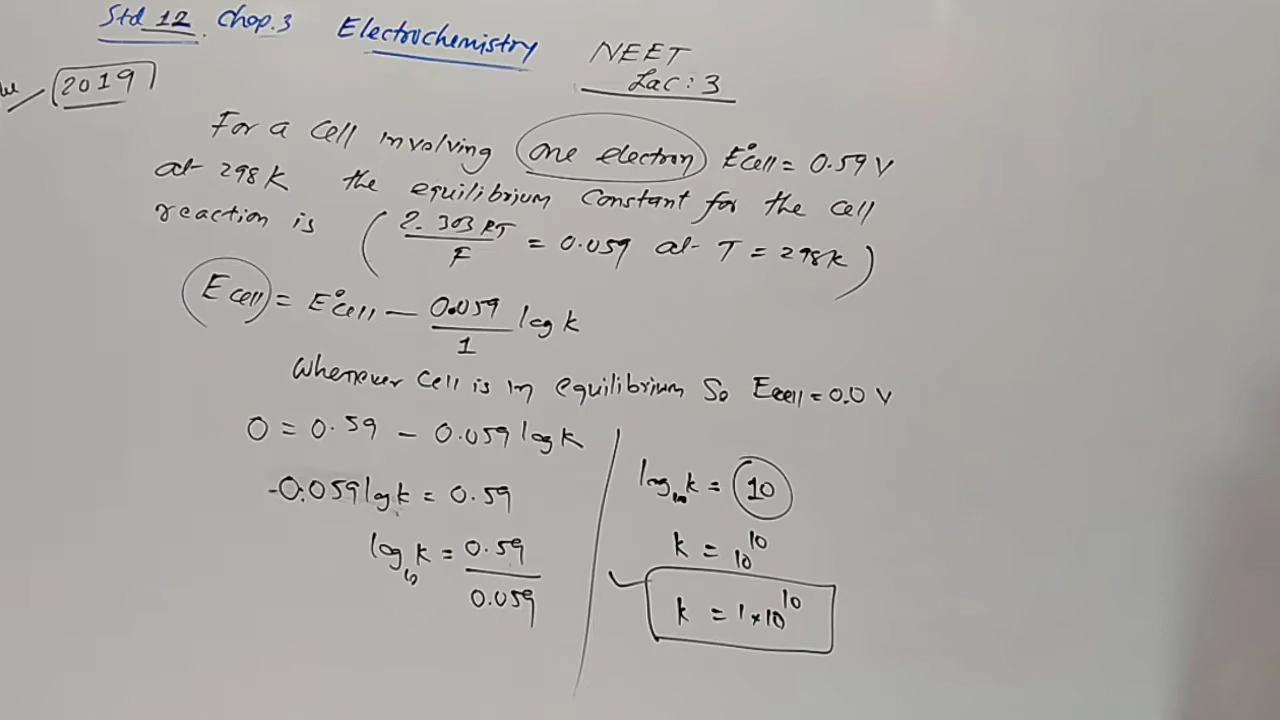 Std 12 Chap. 3 Electrochemistry NEET
Lec : 3
2019
For a Cell involving one electron E°cell = 0.59 V
at 298K the equilibrium Constant for the cell
reaction is ( 2.303 RT / F = 0.059 at T = 298K )
E cell = E°cell - 0.059 / 1 log k
Whenever Cell is in equilibrium So Ecell = 0.0 V
0 = 0.59 - 0.059 log k
-0.059 log k = 0.59
log10 k = 0.59 / 0.059
log10 k = 10
k = 10^10
k = 1 × 10^10